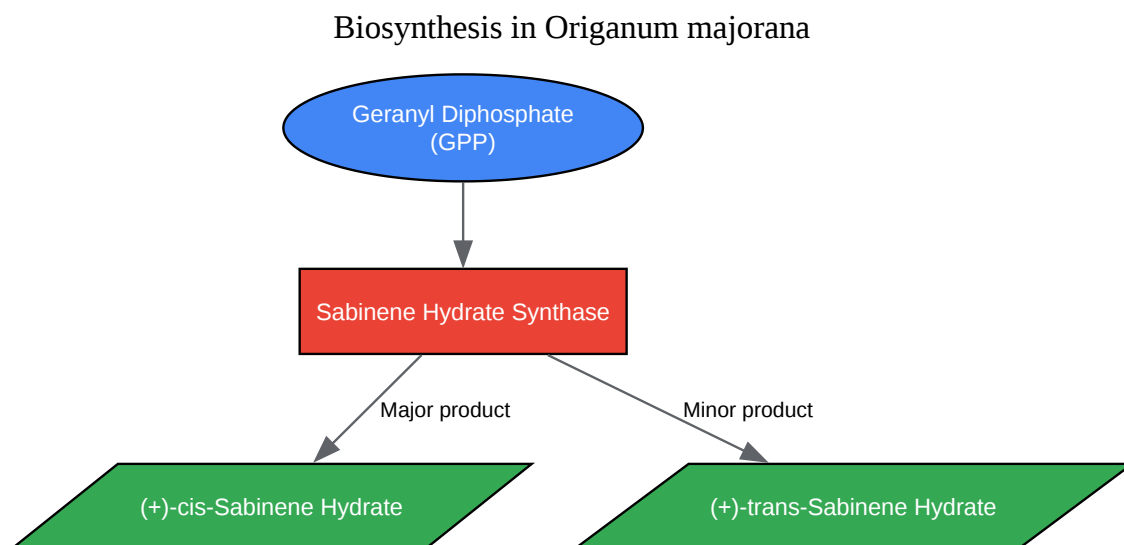 Biosynthesis in Origanum majorana
Geranyl Diphosphate
(GPP)
Sabinene Hydrate Synthase
Major product
Minor product
(+)-cis-Sabinene Hydrate
(+)-trans-Sabinene Hydrate